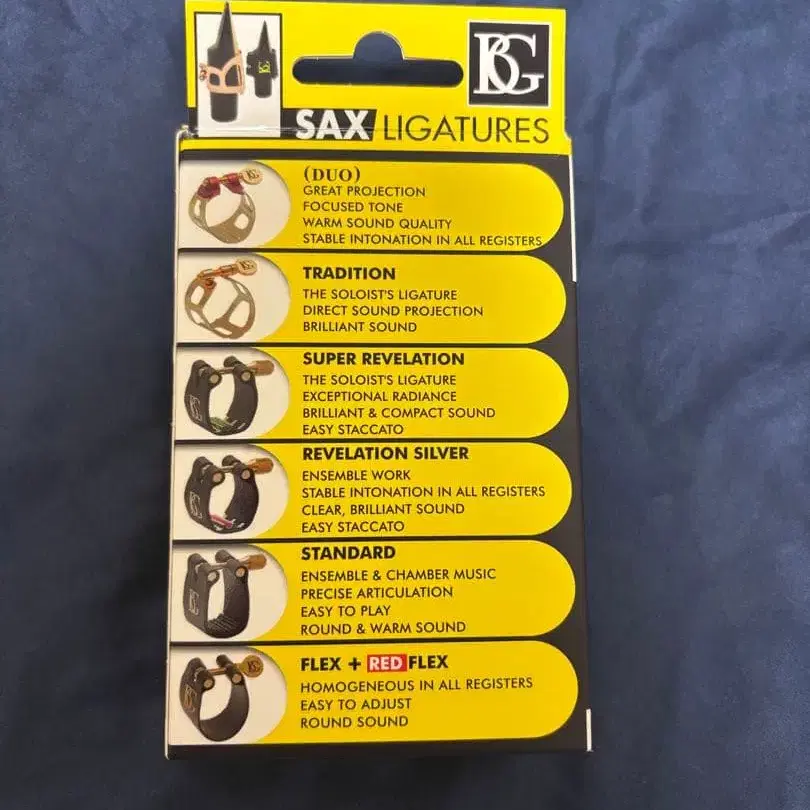 BG
SAX LIGATURES
(DUO)
GREAT PROJECTION
FOCUSED TONE
WARM SOUND QUALITY
STABLE INTONATION IN ALL REGISTERS
TRADITION
THE SOLOIST'S LIGATURE
DIRECT SOUND PROJECTION
BRILLIANT SOUND
SUPER REVELATION
THE SOLOIST'S LIGATURE
EXCEPTIONAL RADIANCE
BRILLIANT & COMPACT SOUND
EASY STACCATO
REVELATION SILVER
ENSEMBLE WORK
STABLE INTONATION IN ALL REGISTERS
CLEAR, BRILLIANT SOUND
EASY STACCATO
STANDARD
ENSEMBLE & CHAMBER MUSIC
PRECISE ARTICULATION
EASY TO PLAY
ROUND & WARM SOUND
FLEX + RED FLEX
HOMOGENEOUS IN ALL REGISTERS
EASY TO ADJUST
ROUND SOUND